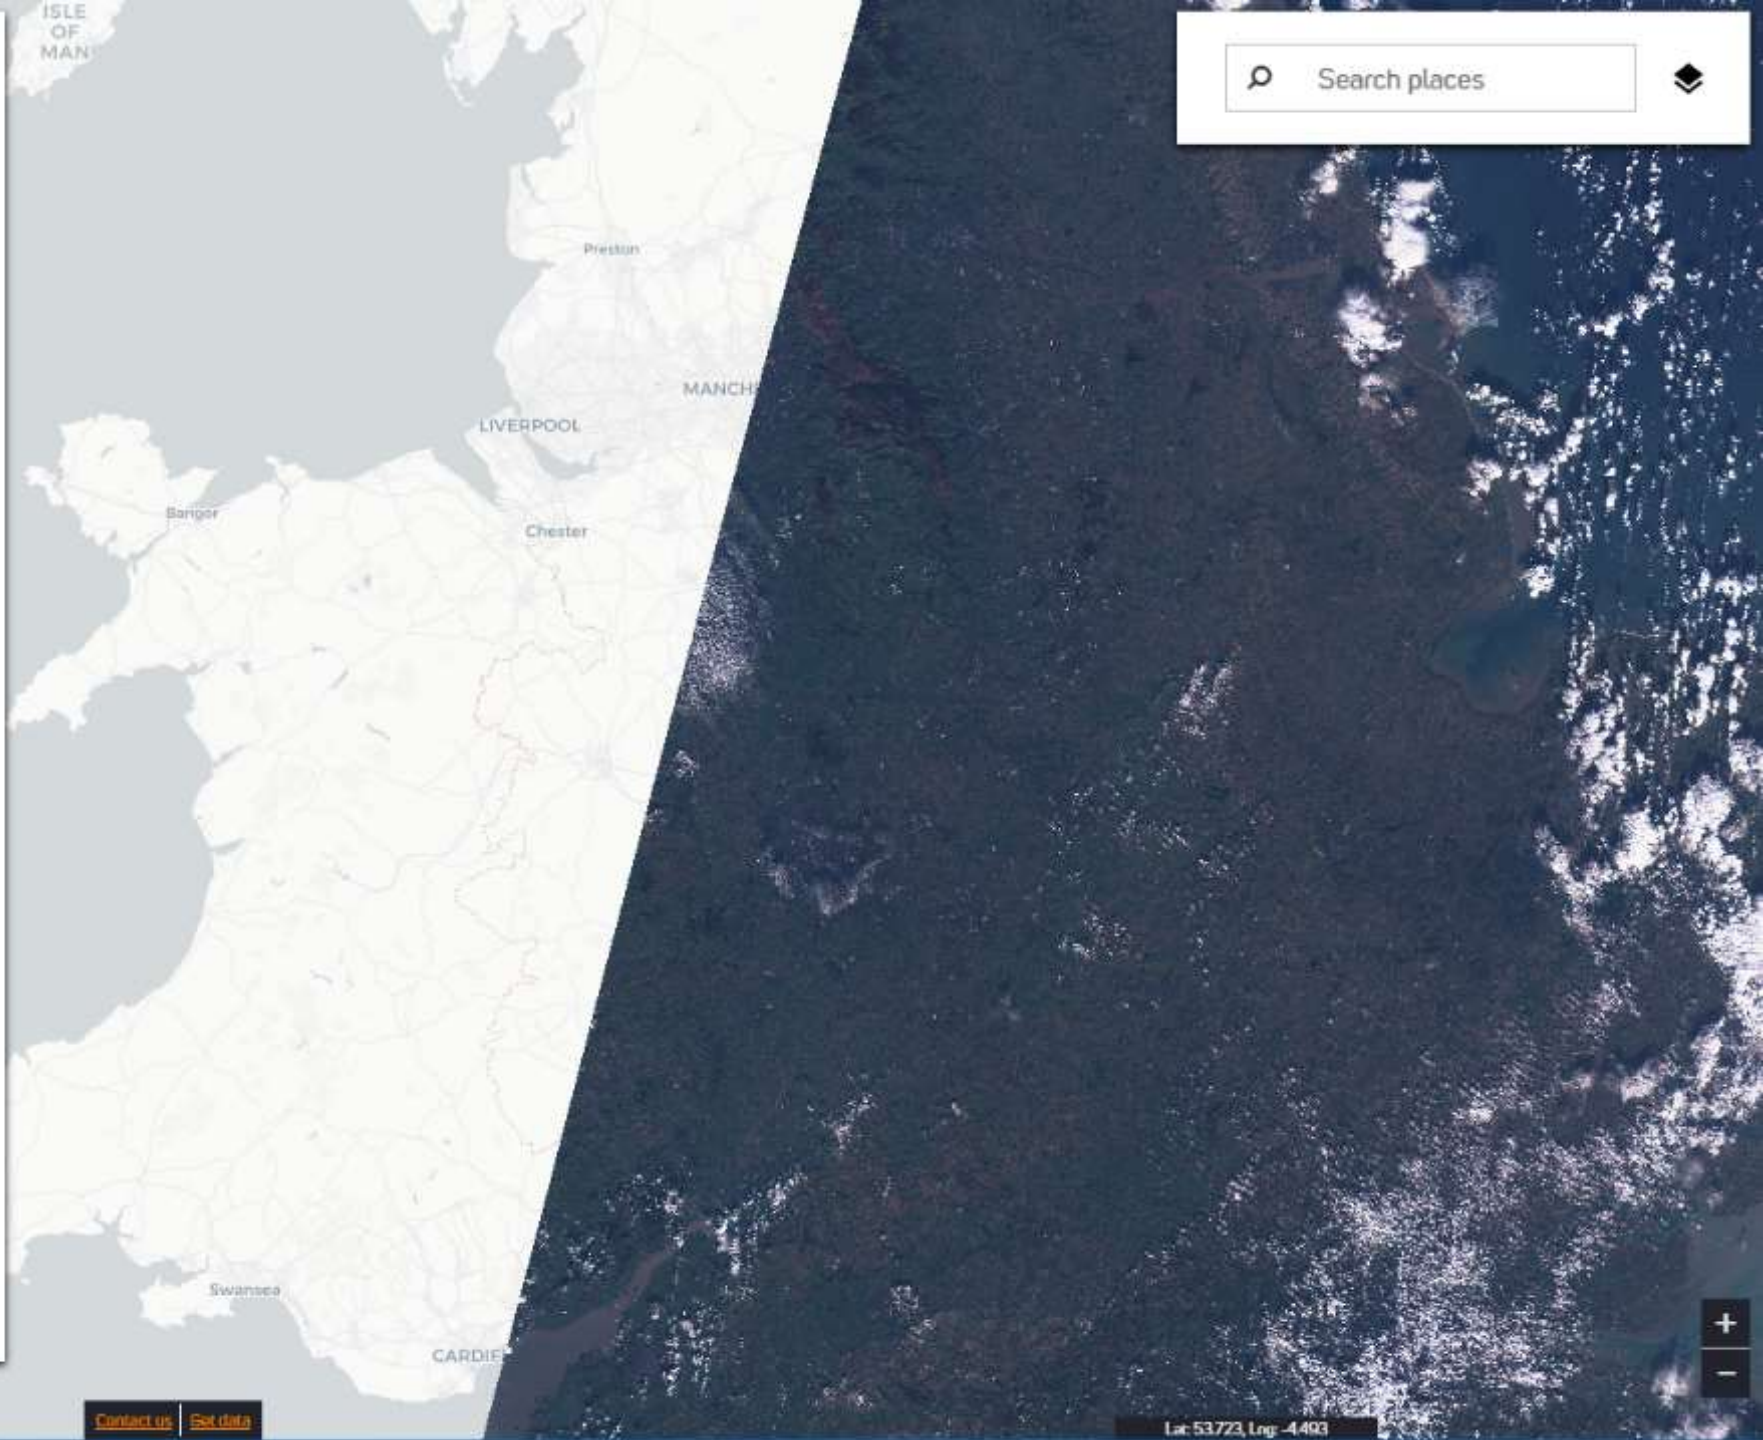 ISLE
OF
MAN
Search places
Preston
MANCH
LIVERPOOL
Bangor
Chester
Swansea
CARDIF
Contact us Get data
Lat: 53.723, Lng: -4.493
+
−